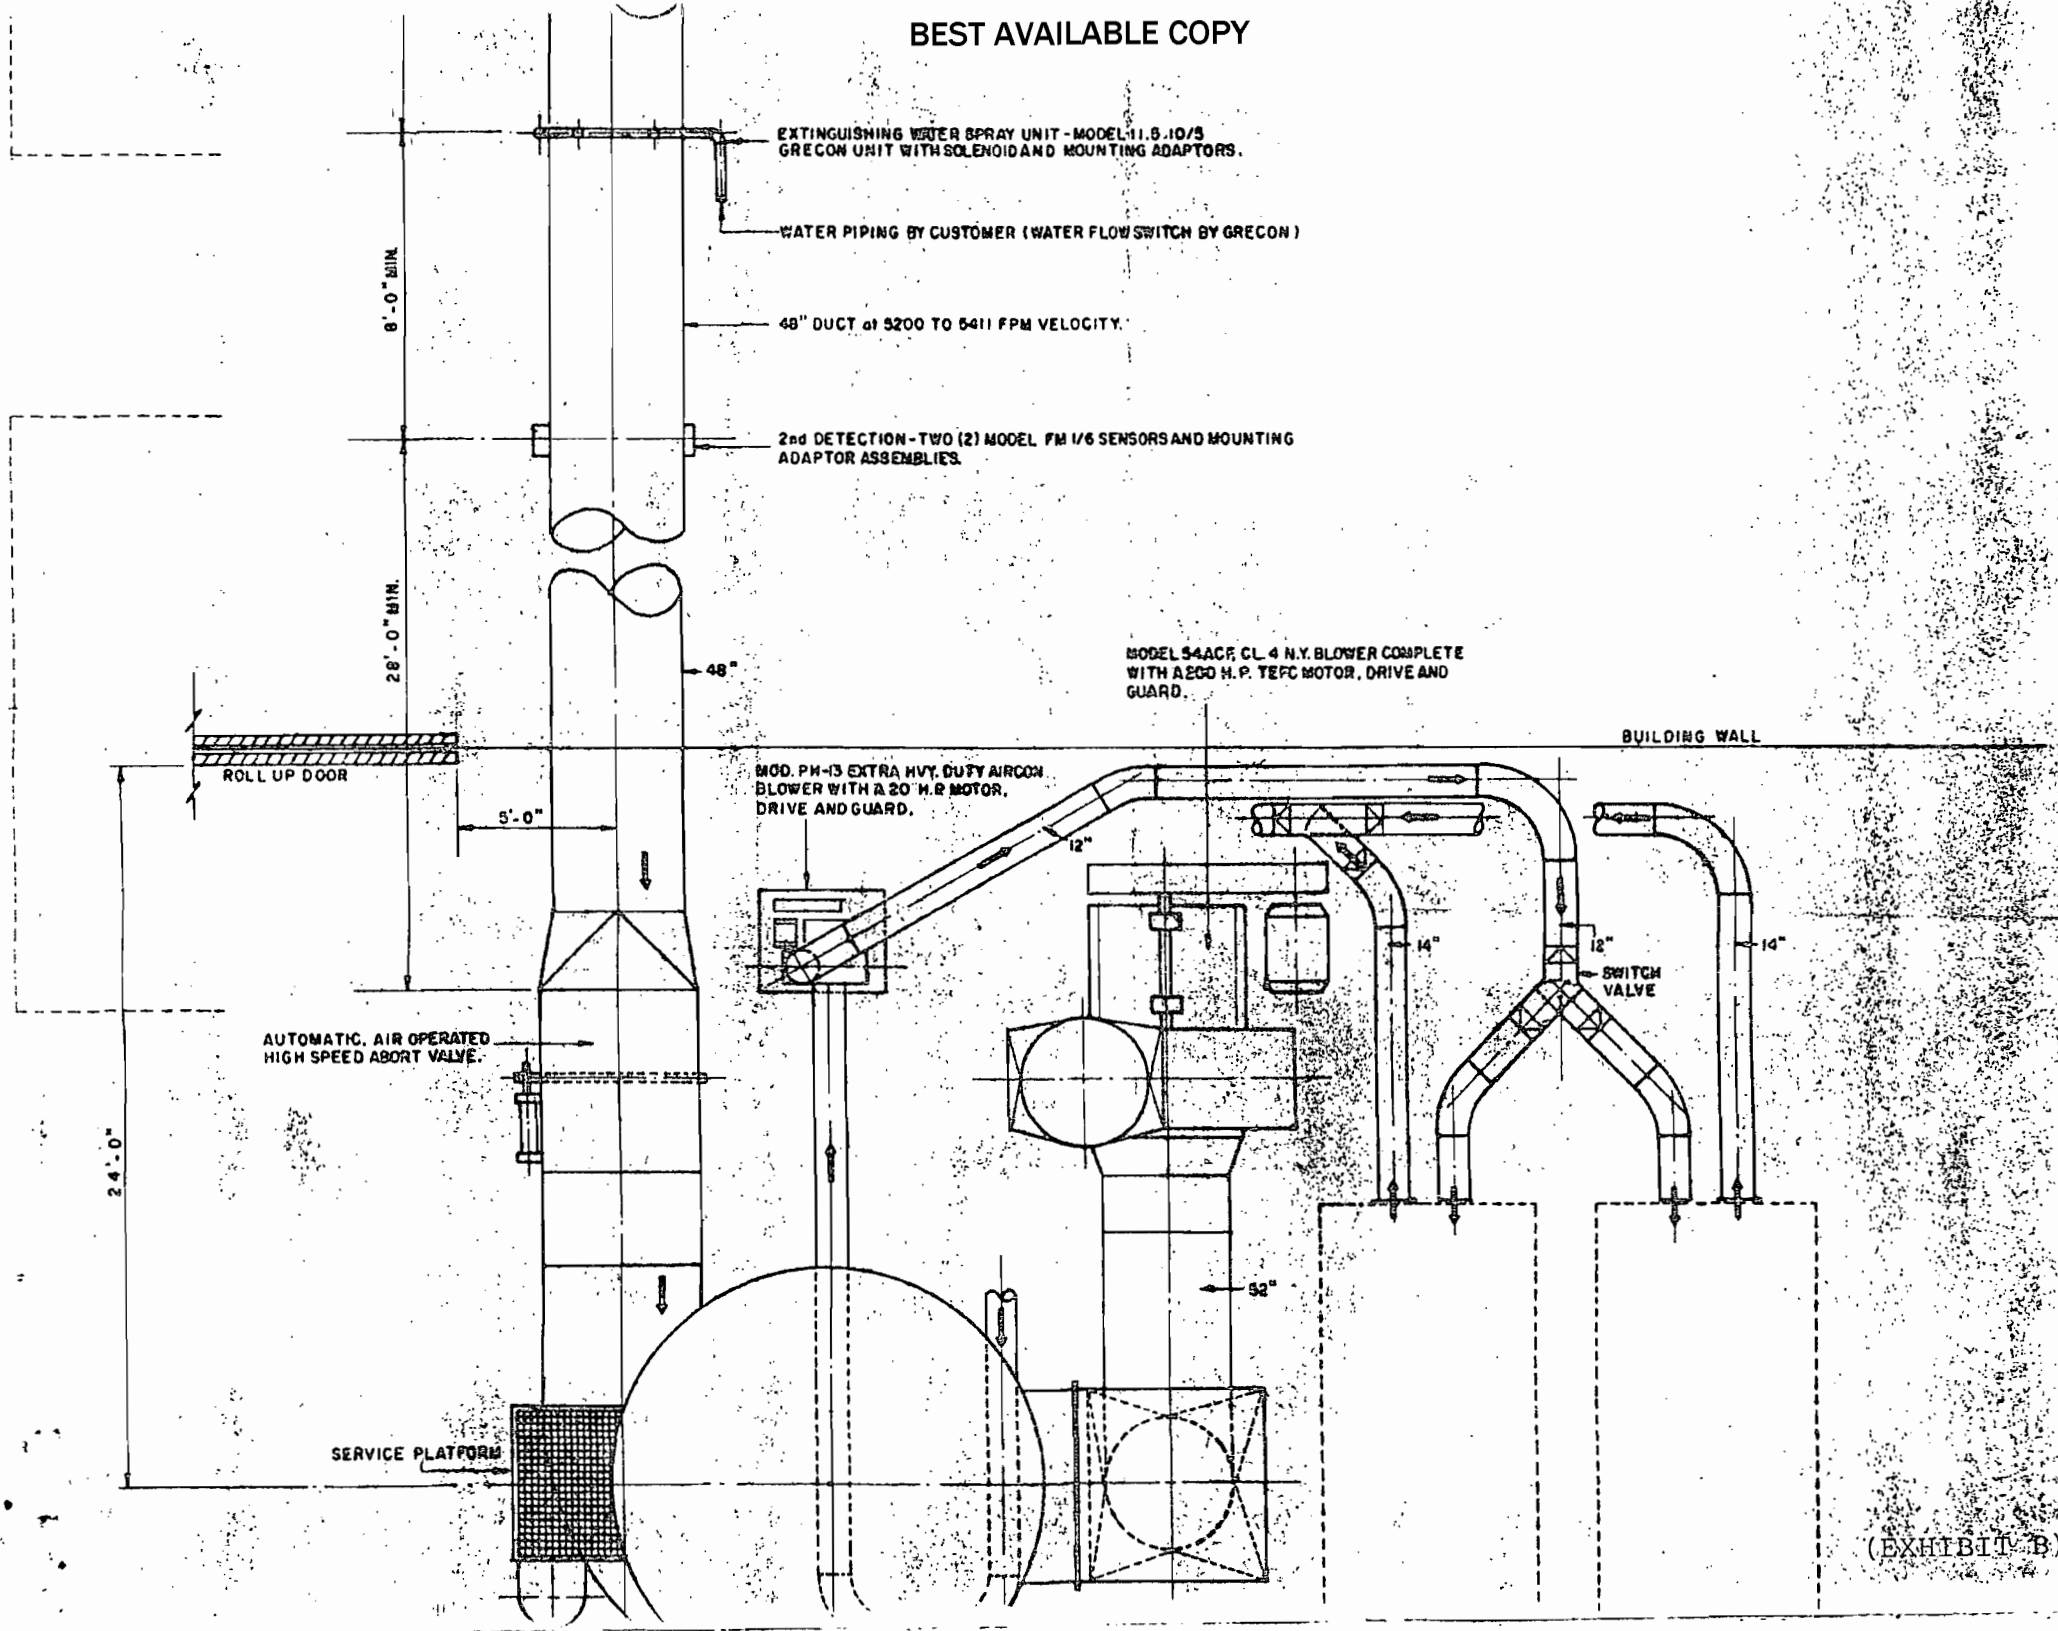 BEST AVAILABLE COPY
EXTINGUISHING WATER SPRAY UNIT - MODEL 11.5.10/5
GRECON UNIT WITH SOLENOID AND MOUNTING ADAPTORS.
WATER PIPING BY CUSTOMER (WATER FLOW SWITCH BY GRECON)
8'-0" MIN.
48" DUCT at 5200 TO 5411 FPM VELOCITY.
2nd DETECTION - TWO (2) MODEL FM 1/6 SENSORS AND MOUNTING
ADAPTOR ASSEMBLIES.
28'-0" MIN.
48"
MODEL 54ACF, CL 4 N.Y. BLOWER COMPLETE
WITH A 200 H.P. TEFC MOTOR, DRIVE AND
GUARD.
BUILDING WALL
ROLL UP DOOR
MOD. PH-13 EXTRA HVY. DUTY AIRCON
BLOWER WITH A 20 H.P. MOTOR,
DRIVE AND GUARD.
5'-0"
12"
14"
12"
14"
SWITCH
VALVE
AUTOMATIC, AIR OPERATED
HIGH SPEED ABORT VALVE.
24'-0"
52"
SERVICE PLATFORM
(EXHIBIT B)